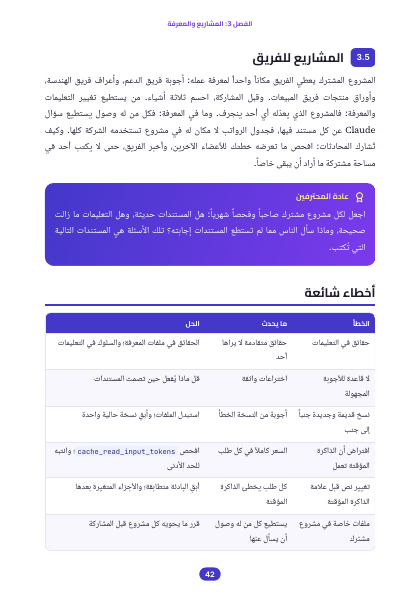 الفصل 3: المشاريع والمعرفة
3.5 المشاريع للفريق
المشروع المشترك يعطي الفريق مكاناً واحداً لمعرفة عمله: أجوبة فريق الدعم، وأعراف فريق الهندسة،
وأوراق منتجات فريق المبيعات. وقبل المشاركة، احسم ثلاثة أشياء. من يستطيع تغيير التعليمات
والمعرفة: فالمشروع الذي يعدّله أي أحد ينجرف. وما في المعرفة: فكل من له وصول يستطيع سؤال
Claude عن كل مستند فيها، فجدول الرواتب لا مكان له في مشروع تستخدمه الشركة كلها. وكيف
تُشارك المحادثات: افحص ما تعرضه خطتك للأعضاء الآخرين، وأخبر الفريق، حتى لا يكتب أحد في
مساحة مشتركة ما أراد أن يبقى خاصاً.
عادة المحترفين
اجعل لكل مشروع مشترك صاحباً وفحصاً شهرياً: هل المستندات حديثة، وهل التعليمات ما زالت
صحيحة، وماذا سأل الناس مما لم تستطع المستندات إجابته؟ تلك الأسئلة هي المستندات التالية
التي تُكتب.
أخطاء شائعة
الخطأ ما يحدث الحل
حقائق في التعليمات حقائق متقادمة لا يراها الحقائق في ملفات المعرفة؛ والسلوك في التعليمات
أحد
لا قاعدة للأجوبة اختراعات واثقة قل ماذا يُفعل حين تصمت المستندات
المجهولة
نسخ قديمة وجديدة جنباً أجوبة من النسخة الخطأ استبدل الملفات؛ وأبقِ نسخة حالية واحدة
إلى جنب
افتراض أن الذاكرة السعر كاملاً في كل طلب افحص cache_read_input_tokens؛ وانتبه
المؤقتة تعمل للحد الأدنى
تغيير نص قبل علامة كل طلب يخطئ الذاكرة أبقِ البادئة متطابقة؛ والأجزاء المتغيرة بعدها
الذاكرة المؤقتة المؤقتة
ملفات خاصة في مشروع يستطيع كل من له وصول قرر ما يحويه كل مشروع قبل المشاركة
مشترك أن يسأل عنها
42